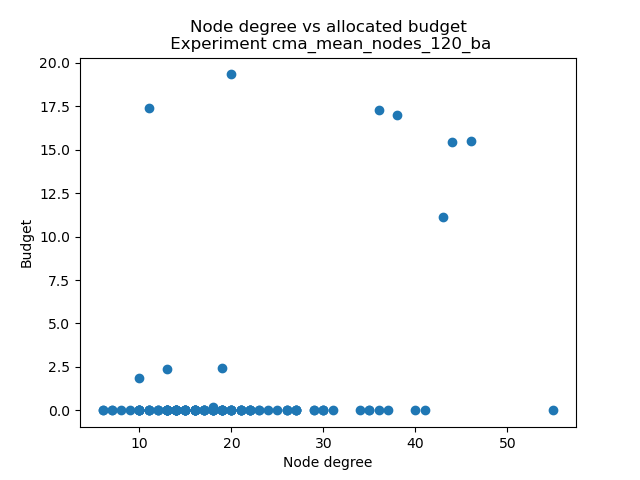 Node degree vs allocated budget
Experiment cma_mean_nodes_120_ba
20.0
17.5
15.0
12.5
10.0
7.5
5.0
2.5
0.0
Budget
10 20 30 40 50
Node degree